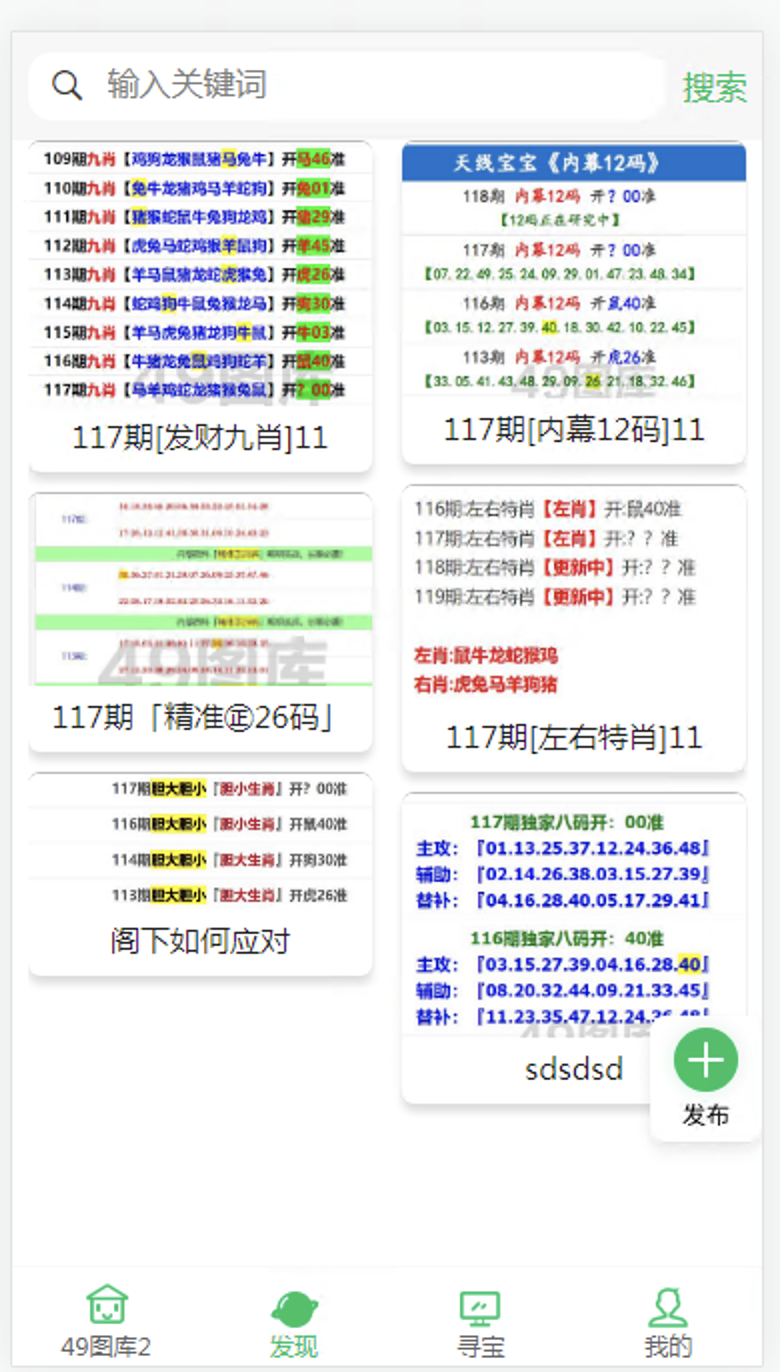 输入关键词
搜索
109期九肖【鸡狗龙猴鼠猪马兔牛】开马46准
110期九肖【兔牛龙猪鸡马羊蛇狗】开兔01准
111期九肖【猪猴蛇鼠牛兔狗龙鸡】开猪29准
112期九肖【虎兔马蛇鸡猴羊鼠狗】开羊45准
113期九肖【羊马鼠猪龙蛇虎猴兔】开虎26准
114期九肖【蛇鸡狗牛鼠兔猴龙马】开狗30准
115期九肖【羊马虎兔猪龙狗牛鼠】开牛03准
116期九肖【牛猪龙兔鼠鸡狗蛇羊】开鼠40准
117期九肖【马羊鸡蛇龙猪猴兔鼠】开？00准
117期[发财九肖]11
天线宝宝《内幕12码》
118期 内幕12码 开？00准
【12码正在研究中】
117期 内幕12码 开？00准
【07.22.49.25.24.09.29.01.47.23.48.34】
116期 内幕12码 开鼠40准
【03.15.12.27.39.40.18.30.42.10.22.45】
113期 内幕12码 开虎26准
【33.05.41.43.48.29.09.26.21.18.32.46】
49图库
117期[内幕12码]11
49图库
117期「精准㊣26码」
116期:左右特肖【左肖】开:鼠40准
117期:左右特肖【左肖】开:？？准
118期:左右特肖【更新中】开:？？准
119期:左右特肖【更新中】开:？？准
左肖:鼠牛龙蛇猴鸡
右肖:虎兔马羊狗猪
117期[左右特肖]11
117期胆大胆小『胆小生肖』开？00准
116期胆大胆小『胆小生肖』开鼠40准
114期胆大胆小『胆大生肖』开狗30准
113期胆大胆小『胆大生肖』开虎26准
阁下如何应对
117期独家八码开：00准
主攻：『01.13.25.37.12.24.36.48』
辅助：『02.14.26.38.03.15.27.39』
替补：『04.16.28.40.05.17.29.41』
116期独家八码开：40准
主攻：『03.15.27.39.04.16.28.40』
辅助：『08.20.32.44.09.21.33.45』
替补：『11.23.35.47.12.24.36.48』
sdsdsd
发布
49图库2
发现
寻宝
我的